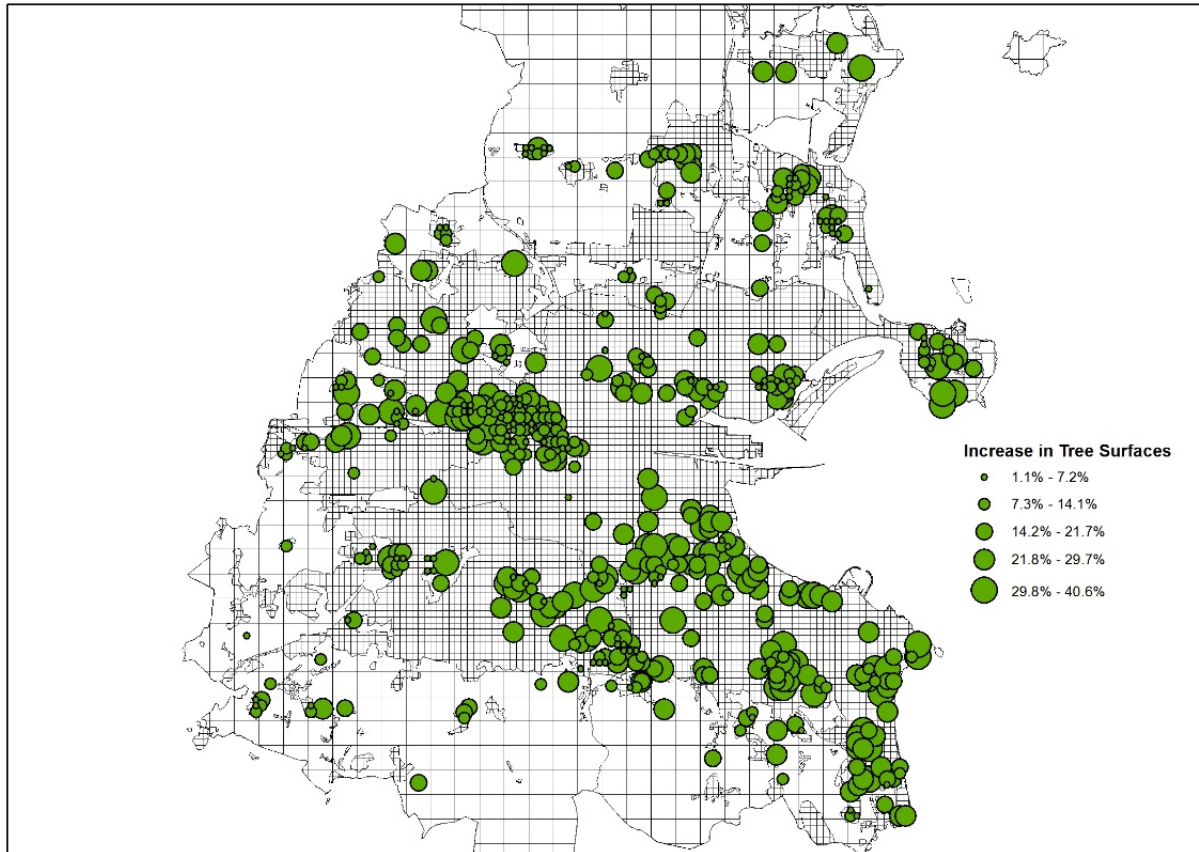 Increase in Tree Surfaces
1.1% - 7.2%
7.3% - 14.1%
14.2% - 21.7%
21.8% - 29.7%
29.8% - 40.6%